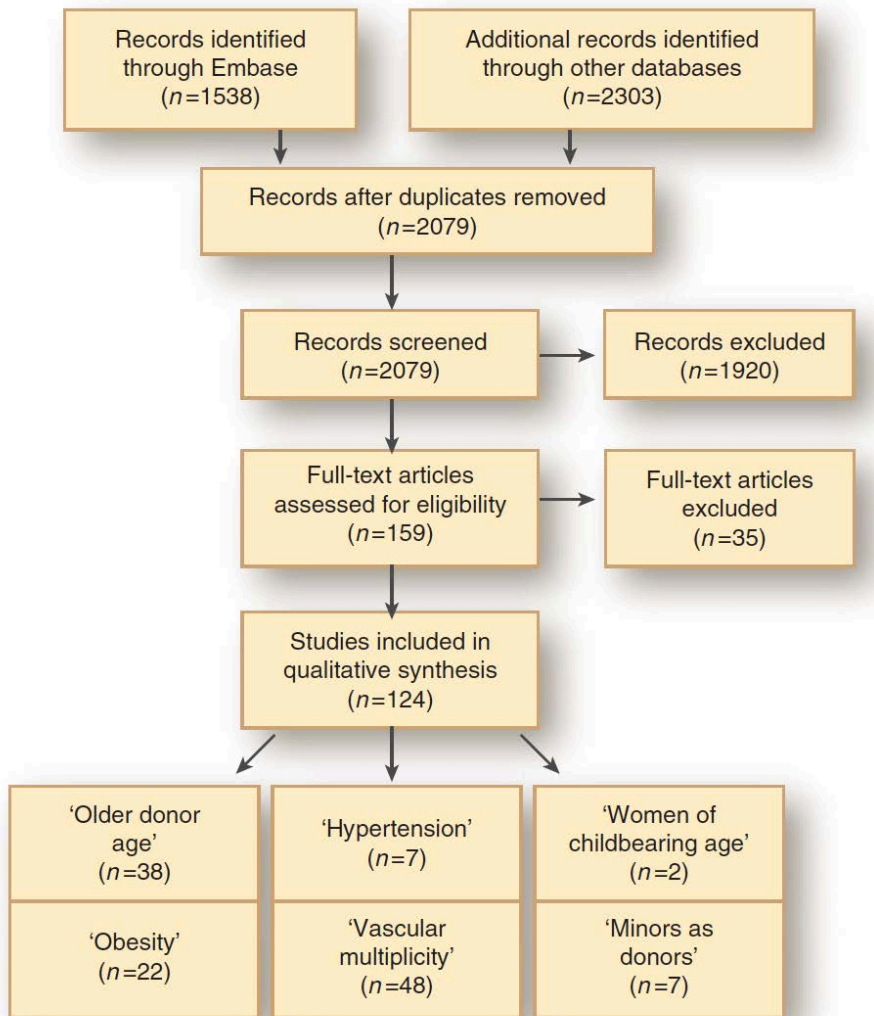 Records identified
through Embase
(n=1538)
Additional records identified
through other databases
(n=2303)
Records after duplicates removed
(n=2079)
Records screened
(n=2079)
Records excluded
(n=1920)
Full-text articles
assessed for eligibility
(n=159)
Full-text articles
excluded
(n=35)
Studies included in
qualitative synthesis
(n=124)
‘Older donor
age’
(n=38)
‘Hypertension’
(n=7)
‘Women of
childbearing age’
(n=2)
‘Obesity’
(n=22)
‘Vascular
multiplicity’
(n=48)
‘Minors as
donors’
(n=7)